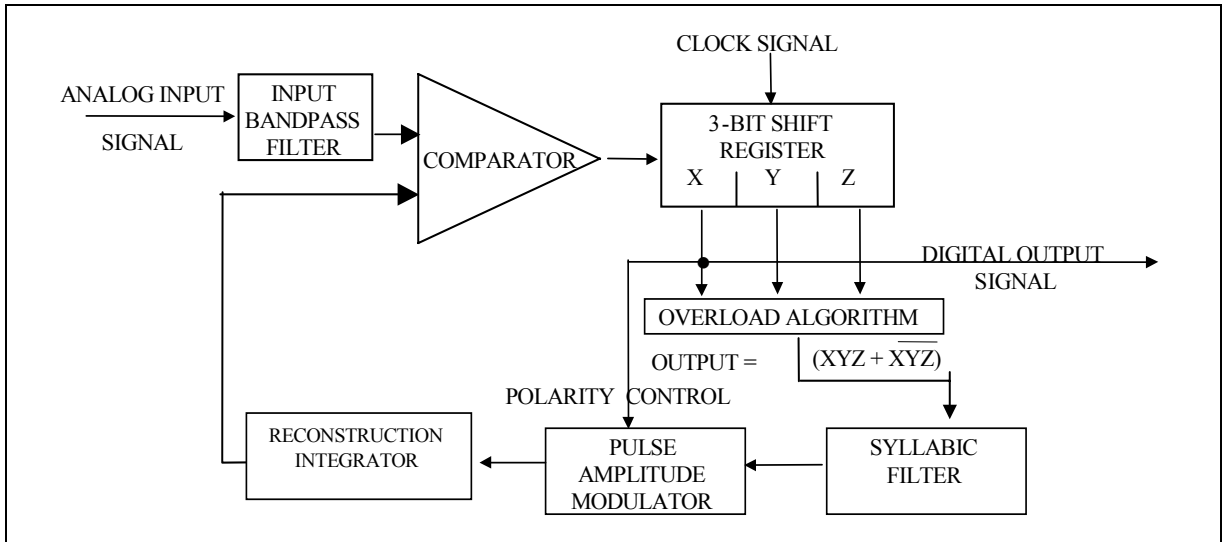 CLOCK SIGNAL
ANALOG INPUT
SIGNAL
INPUT
BANDPASS
FILTER
COMPARATOR
3-BIT SHIFT
REGISTER
X Y Z
DIGITAL OUTPUT
SIGNAL
OVERLOAD ALGORITHM
OUTPUT = (XYZ + X̅Y̅Z̅)
POLARITY CONTROL
RECONSTRUCTION
INTEGRATOR
PULSE
AMPLITUDE
MODULATOR
SYLLABIC
FILTER